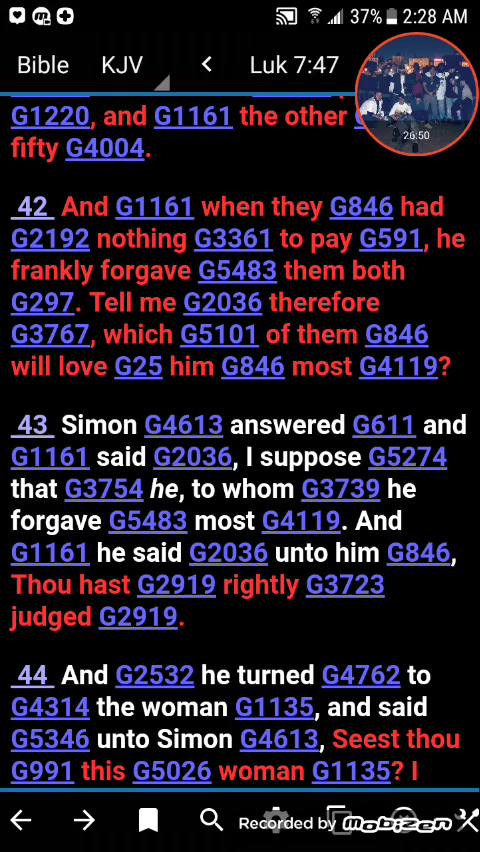 37% 2:28 AM
Bible KJV < Luk 7:47
26:50
G1220, and G1161 the other
fifty G4004.
42 And G1161 when they G846 had
G2192 nothing G3361 to pay G591, he
frankly forgave G5483 them both
G297. Tell me G2036 therefore
G3767, which G5101 of them G846
will love G25 him G846 most G4119?
43 Simon G4613 answered G611 and
G1161 said G2036, I suppose G5274
that G3754 he, to whom G3739 he
forgave G5483 most G4119. And
G1161 he said G2036 unto him G846,
Thou hast G2919 rightly G3723
judged G2919.
44 And G2532 he turned G4762 to
G4314 the woman G1135, and said
G5346 unto Simon G4613, Seest thou
G991 this G5026 woman G1135? I
Recorded by mobizen